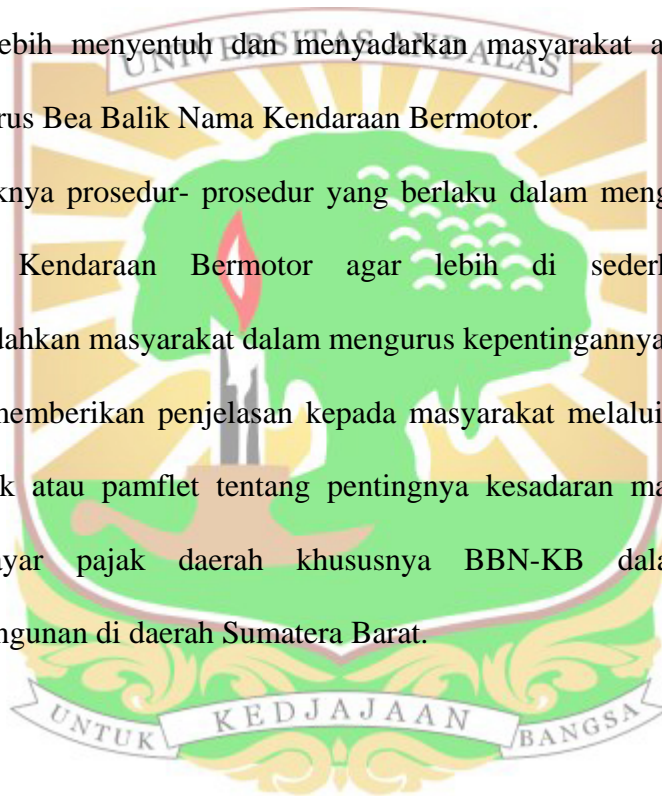 ebih menyentuh dan menyadarkan masyarakat a
UNIVERSITAS ANDALAS
rus Bea Balik Nama Kendaraan Bermotor.
knya prosedur- prosedur yang berlaku dalam meng
Kendaraan Bermotor agar lebih di sederl
dahkan masyarakat dalam mengurus kepentingannya
memberikan penjelasan kepada masyarakat melalui
k atau pamflet tentang pentingnya kesadaran ma
ayar pajak daerah khususnya BBN-KB dala
ngunan di daerah Sumatera Barat.
UNTUK KEDJAJAAN BANGSA